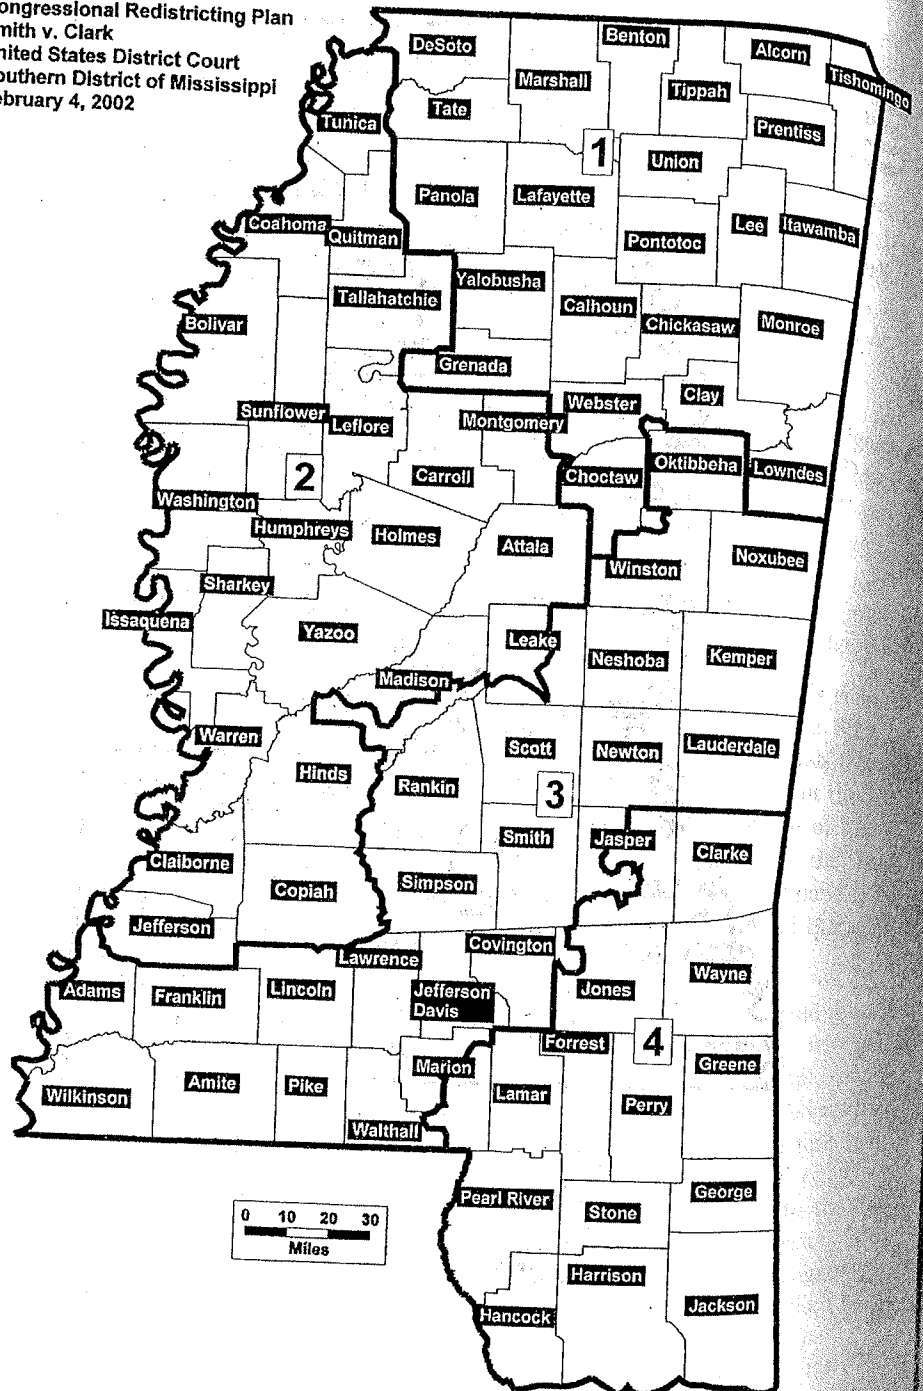 ongressional Redistricting Plan
mith v. Clark
nited States District Court
outhern District of Mississippi
ebruary 4, 2002
DeSoto
Benton
Alcorn
Tishomingo
Marshall
Tippah
Tate
Tunica
Prentiss
1
Union
Panola
Lafayette
Coahoma
Quitman
Pontotoc
Lee
Itawamba
Yalobusha
Tallahatchie
Calhoun
Bolivar
Chickasaw
Monroe
Grenada
Clay
Webster
Sunflower
Leflore
Montgomery
2
Carroll
Choctaw
Oktibbeha
Lowndes
Washington
Humphreys
Holmes
Attala
Noxubee
Winston
Sharkey
Issaquena
Yazoo
Leake
Neshoba
Kemper
Madison
Warren
Scott
Newton
Lauderdale
Hinds
Rankin
3
Smith
Jasper
Clarke
Claiborne
Copiah
Simpson
Jefferson
Covington
Lawrence
Adams
Franklin
Lincoln
Jefferson
Davis
Jones
Wayne
Forrest
4
Greene
Marion
Wilkinson
Amite
Pike
Lamar
Perry
Walthall
Pearl River
George
Stone
0 10 20 30
Miles
Harrison
Hancock
Jackson